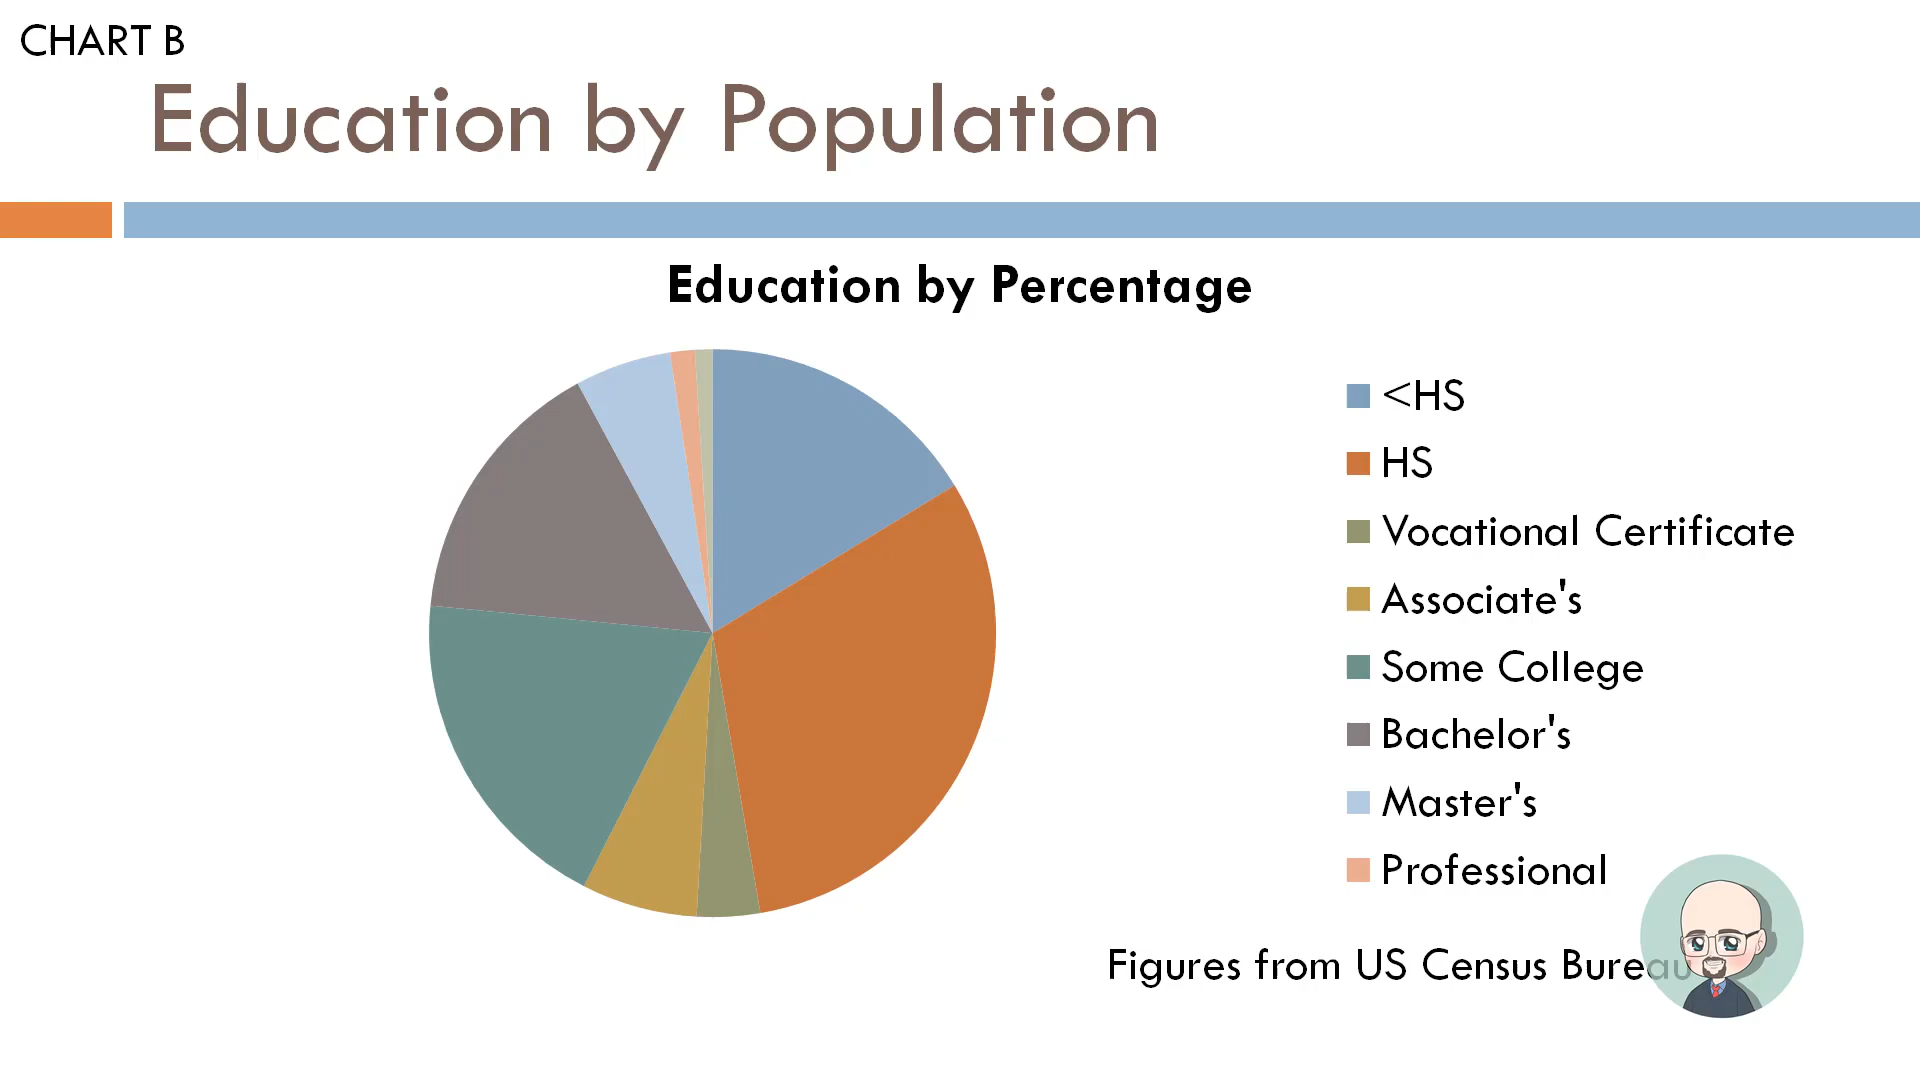 CHART B
Education by Population
Education by Percentage
<HS
HS
Vocational Certificate
Associate's
Some College
Bachelor's
Master's
Professional
Figures from US Census Bureau